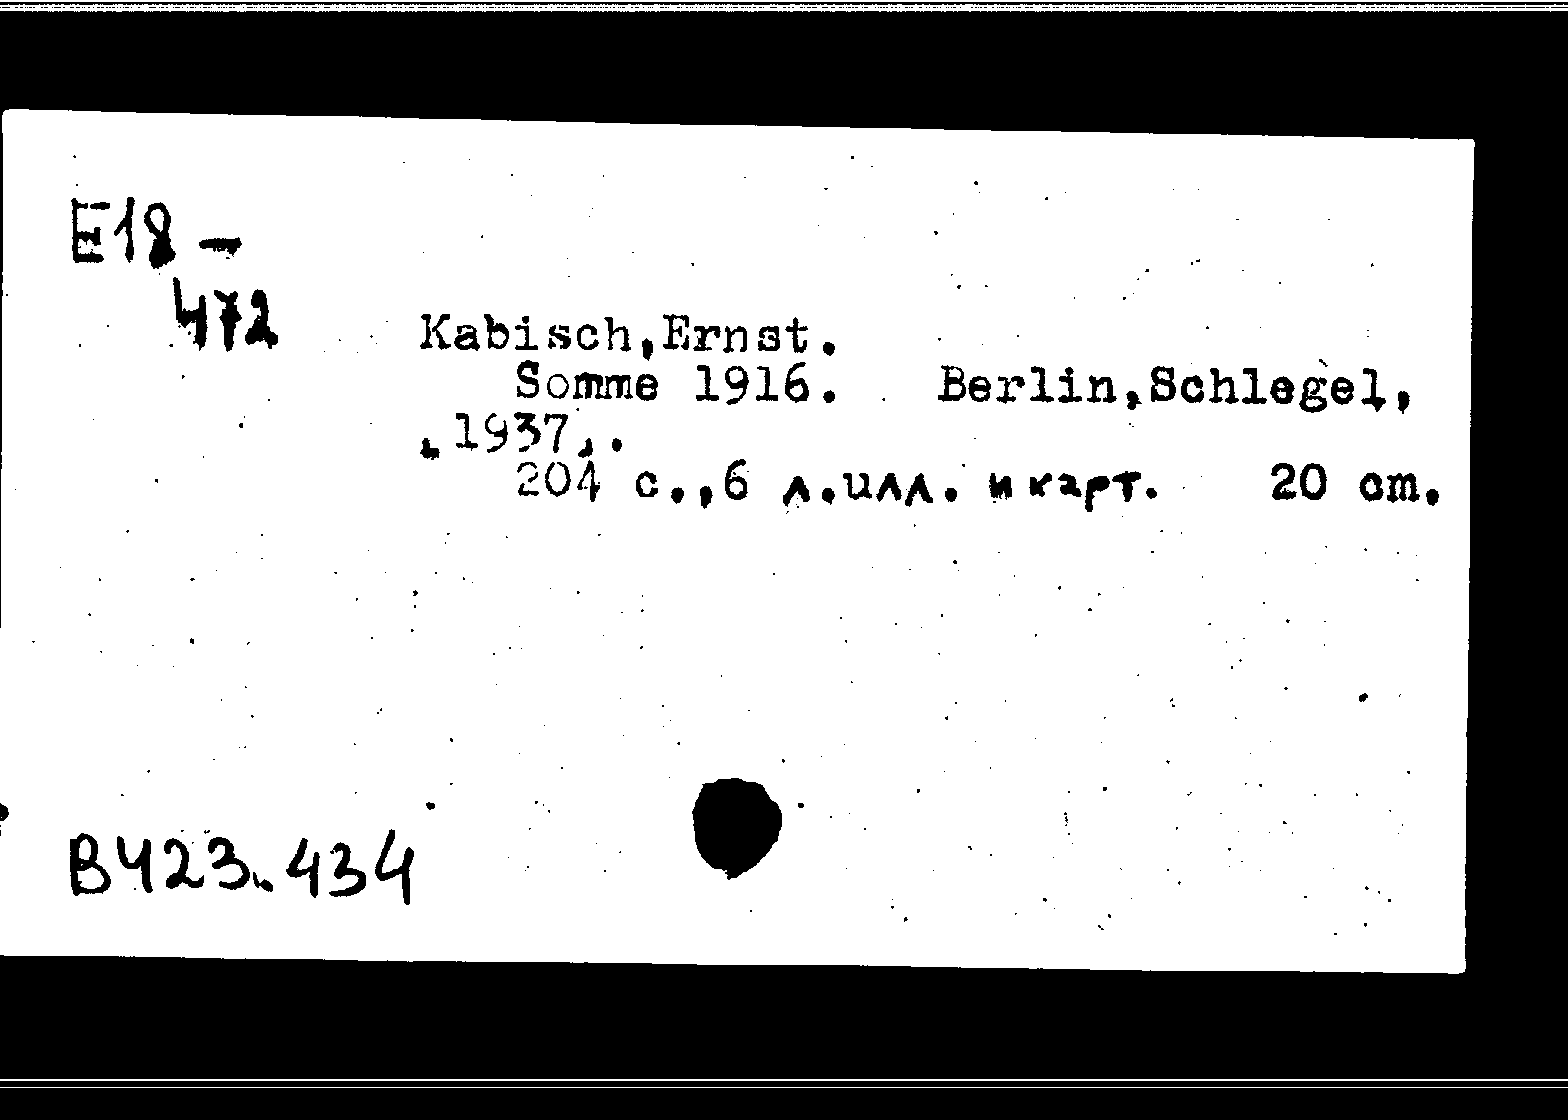 E18-
472
Kabisch,Ernst.
Somme 1916. Berlin,Schlegel,
1937.
204 с.,6 л.илл. и карт. 20 cm.
В423.434